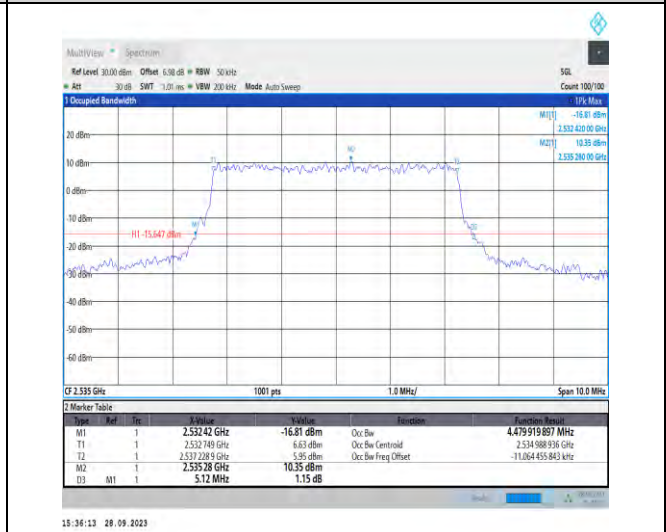 MultiView Spectrum
Ref Level 30.00 dBm Offset 6.98 dB RBW 50 kHz SGL
Att 30 dB SWT 1.01 ms VBW 200 kHz Mode Auto Sweep Count 100/100
1 Occupied Bandwidth 1Pk Max
M1[1] -16.81 dBm
2.532 420 00 GHz
M2[1] 10.35 dBm
2.535 280 00 GHz
20 dBm
10 dBm
T1 M2 T2
0 dBm
-10 dBm
M1 D3
H1 -15.647 dBm
-20 dBm
-30 dBm
-40 dBm
-50 dBm
-60 dBm
CF 2.535 GHz 1001 pts 1.0 MHz/ Span 10.0 MHz
2 Marker Table
Type Ref Trc X-Value Y-Value Function Function Result
M1 1 2.532 42 GHz -16.81 dBm Occ Bw 4.479 919 897 MHz
T1 1 2.532 749 GHz 6.63 dBm Occ Bw Centroid 2.534 988 936 GHz
T2 1 2.537 228 9 GHz 5.95 dBm Occ Bw Freq Offset -11.064 455 843 kHz
M2 1 2.535 28 GHz 10.35 dBm
D3 M1 1 5.12 MHz 1.15 dB
15:36:13 28.09.2023